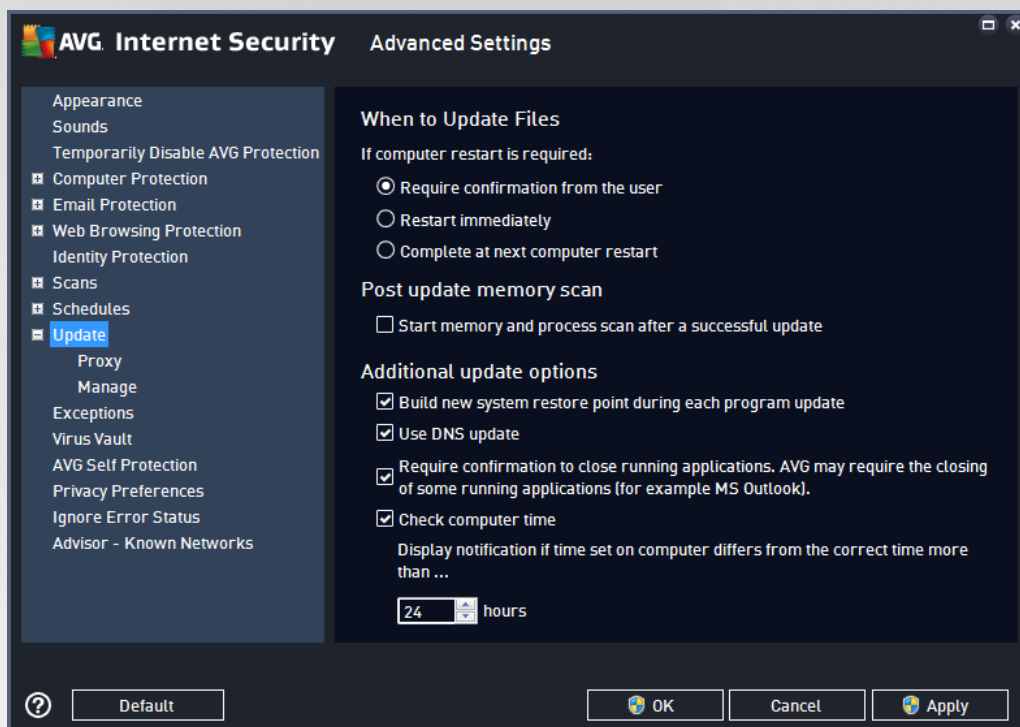 AVG. Internet Security Advanced Settings
Appearance
Sounds
Temporarily Disable AVG Protection
Computer Protection
Email Protection
Web Browsing Protection
Identity Protection
Scans
Schedules
Update
Proxy
Manage
Exceptions
Virus Vault
AVG Self Protection
Privacy Preferences
Ignore Error Status
Advisor - Known Networks
When to Update Files
If computer restart is required:
Require confirmation from the user
Restart immediately
Complete at next computer restart
Post update memory scan
Start memory and process scan after a successful update
Additional update options
Build new system restore point during each program update
Use DNS update
Require confirmation to close running applications. AVG may require the closing
of some running applications (for example MS Outlook).
Check computer time
Display notification if time set on computer differs from the correct time more
than ...
24 hours
? Default OK Cancel Apply